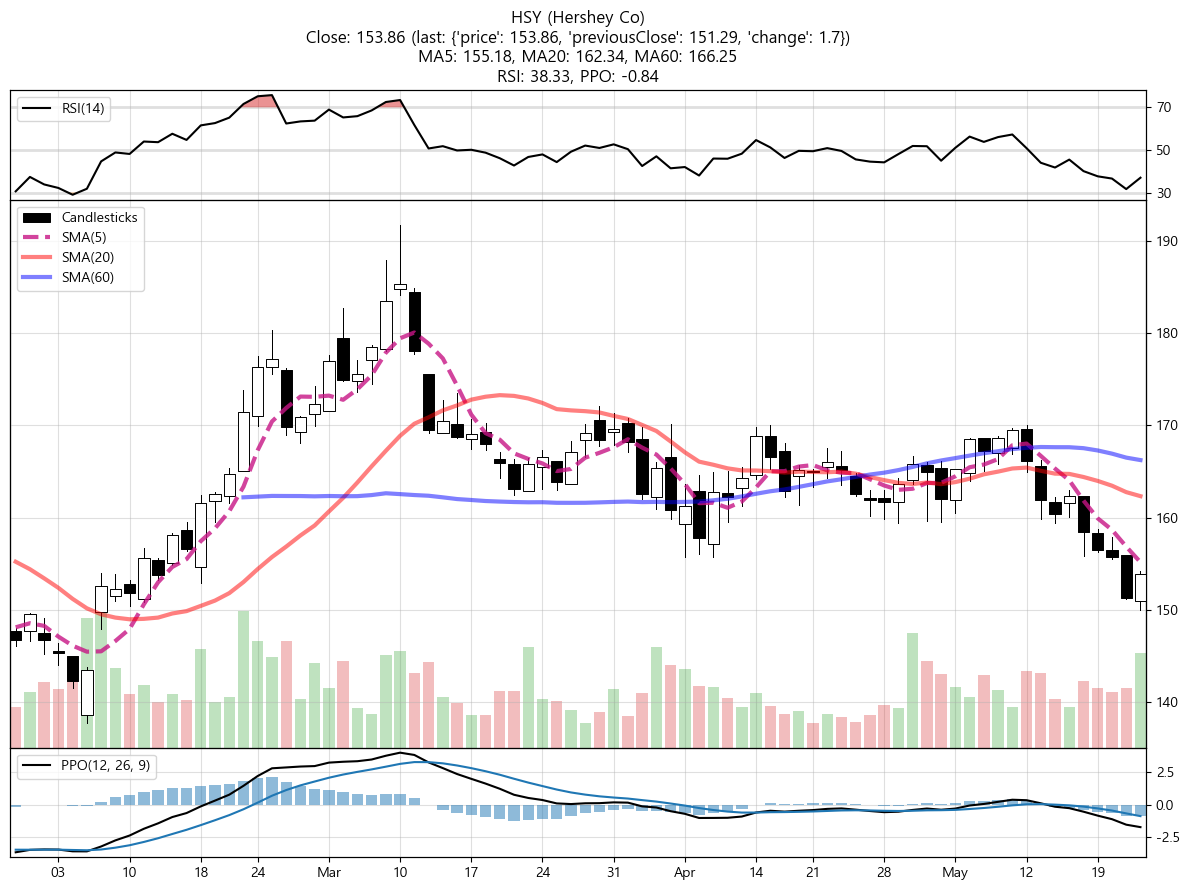 HSY (Hershey Co)
Close: 153.86 (last: {'price': 153.86, 'previousClose': 151.29, 'change': 1.7})
MA5: 155.18, MA20: 162.34, MA60: 166.25
RSI: 38.33, PPO: -0.84
RSI(14)
70
50
30
Candlesticks
SMA(5)
SMA(20)
SMA(60)
190
180
170
160
150
140
PPO(12, 26, 9)
2.5
0.0
−2.5
03 10 18 24 Mar 10 17 24 31 Apr 14 21 28 May 12 19